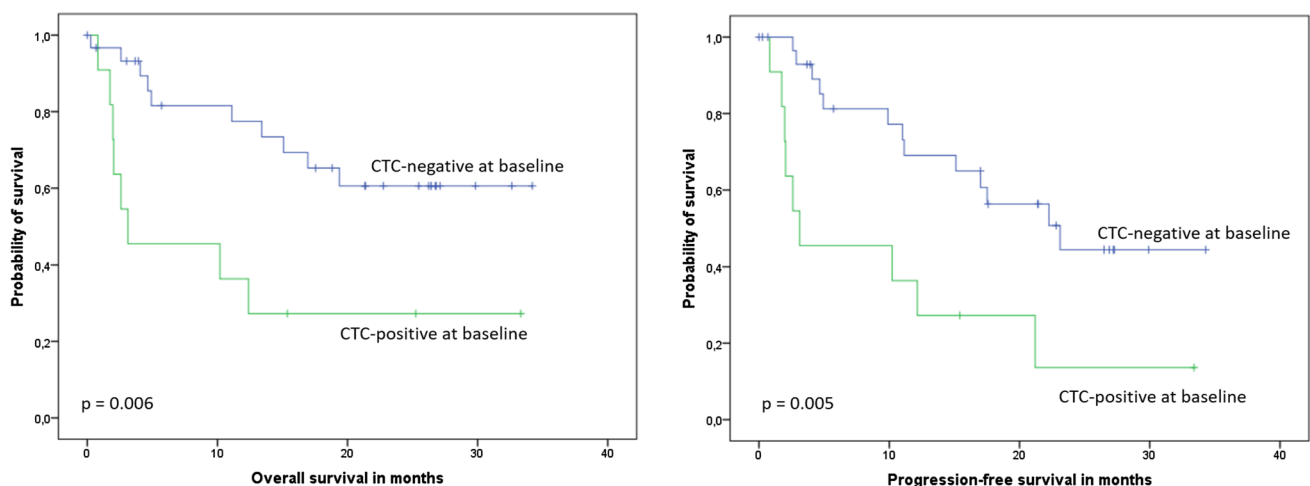 1,0
0,8
0,6
0,4
0,2
0,0
Probability of survival
CTC-negative at baseline
CTC-positive at baseline
p = 0.006
0 10 20 30 40
Overall survival in months
1,0
0,8
0,6
0,4
0,2
0,0
Probability of survival
CTC-negative at baseline
CTC-positive at baseline
p = 0.005
0 10 20 30 40
Progression-free survival in months